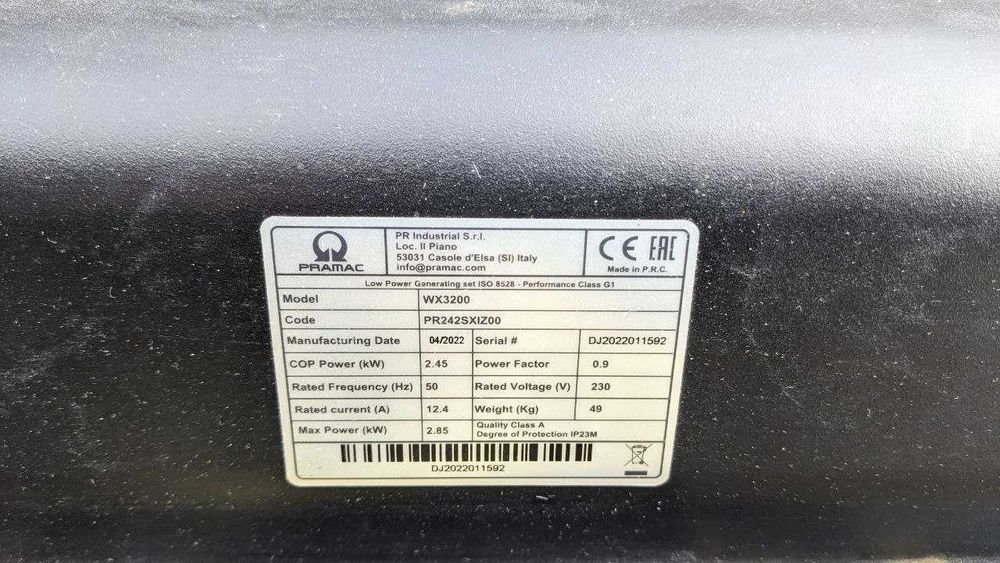 PRAMAC
PR Industrial S.r.l.
Loc. Il Piano
53031 Casole d'Elsa (SI) Italy
info@pramac.com
CE EAC
Made in P.R.C.
Low Power Generating set ISO 8528 - Performance Class G1
Model WX3200
Code PR242SXIZ00
Manufacturing Date 04/2022 Serial # DJ2022011592
COP Power (kW) 2.45 Power Factor 0.9
Rated Frequency (Hz) 50 Rated Voltage (V) 230
Rated current (A) 12.4 Weight (Kg) 49
Max Power (kW) 2.85 Quality Class A
Degree of Protection IP23M
DJ2022011592